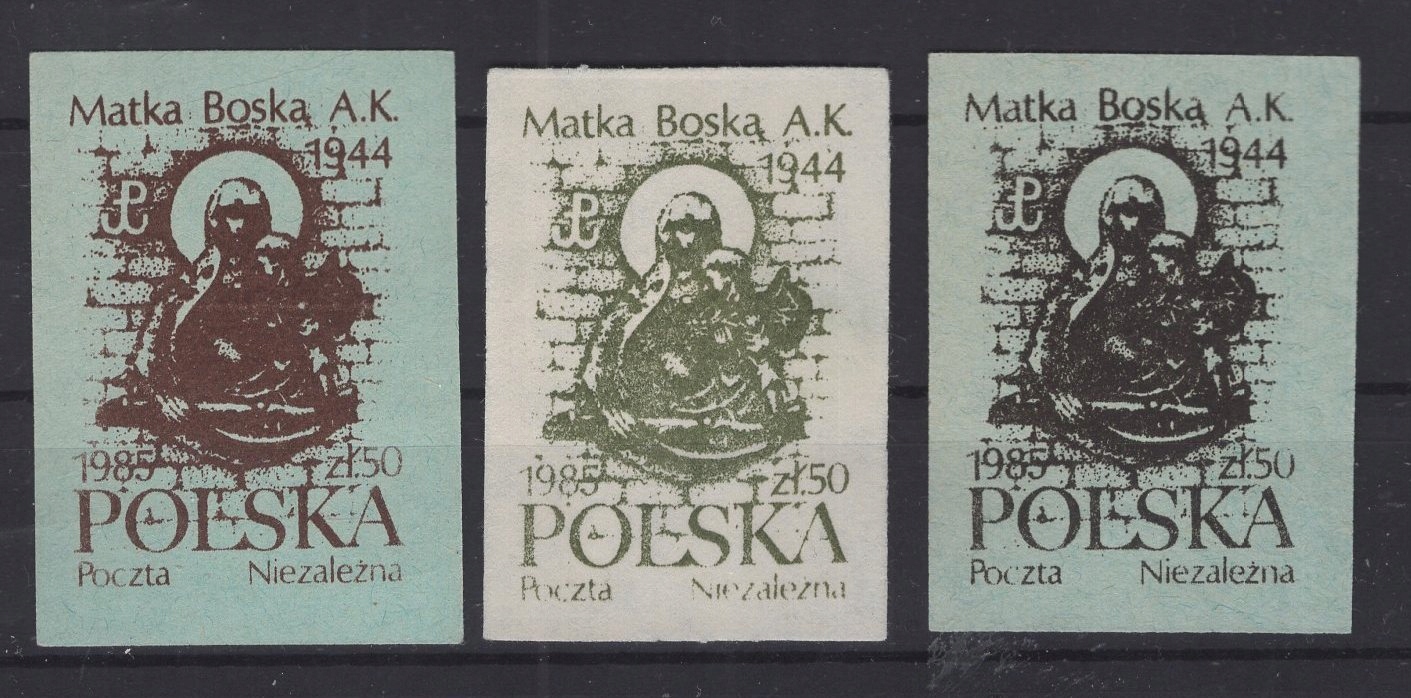 Matka Boska A.K.
1944
1985 zł.50
POLSKA
Poczta Niezależna
Matka Boska A.K.
1944
1985 zł.50
POLSKA
Poczta Niezależna
Matka Boska A.K.
1944
1985 zł.50
POLSKA
Poczta Niezależna